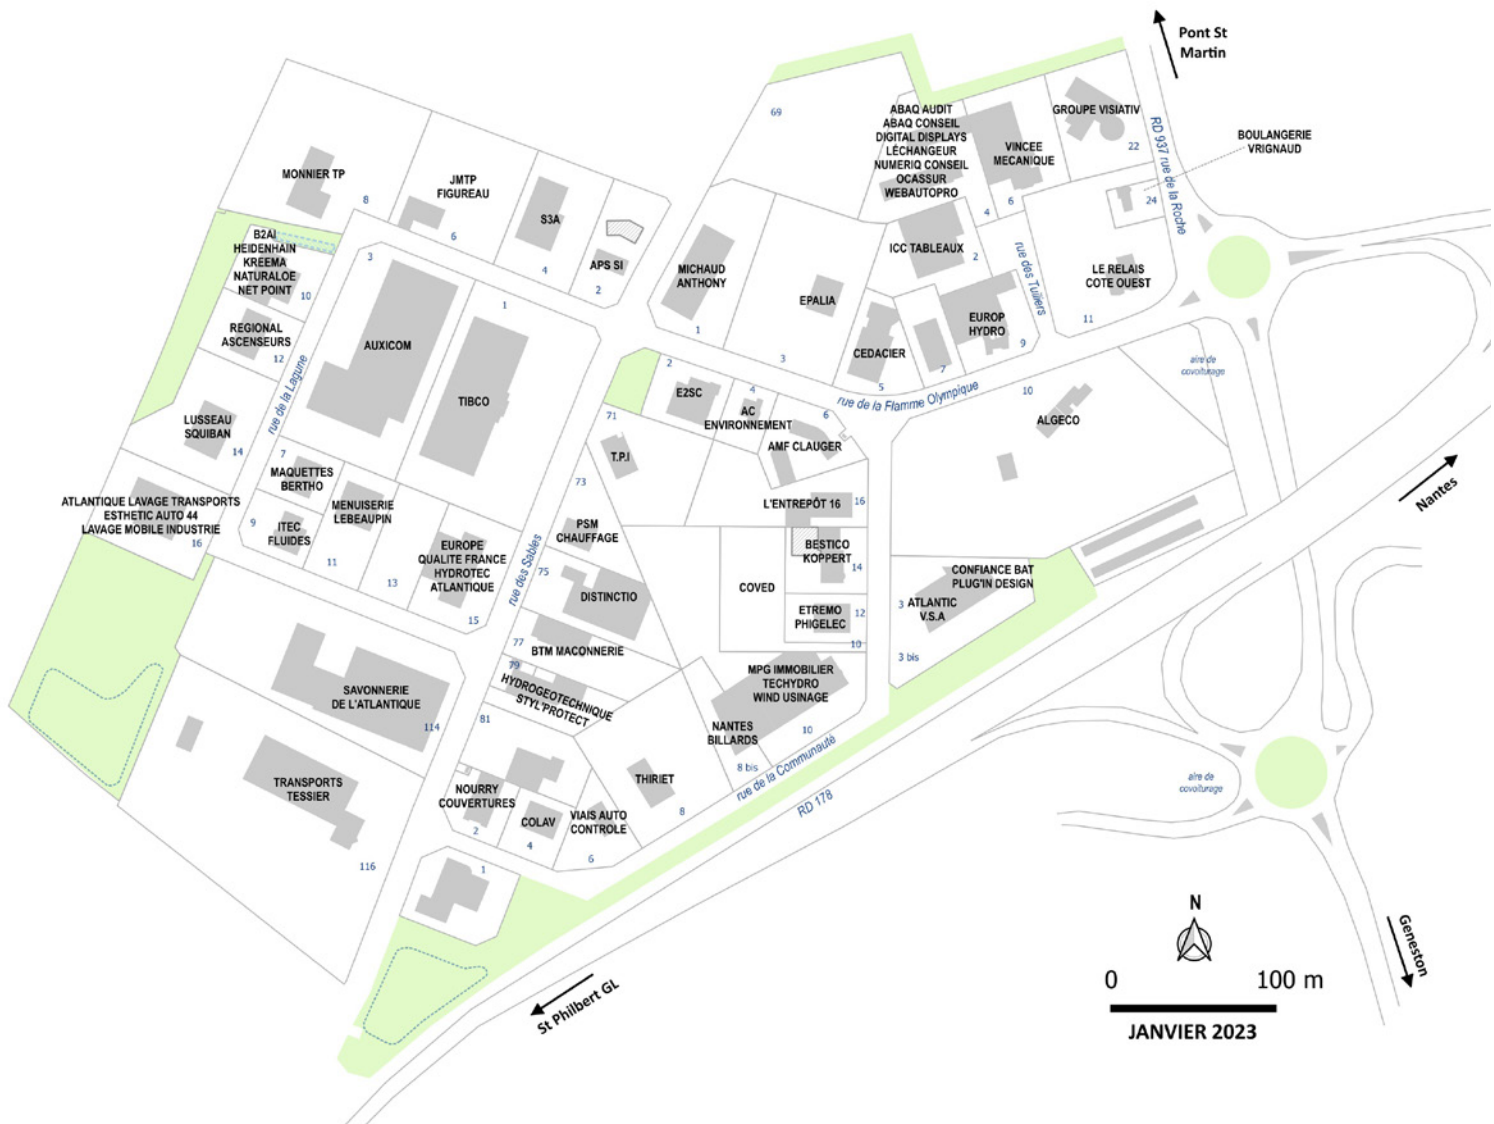 Pont St
Martin
69
ABAQ AUDIT
ABAQ CONSEIL
DIGITAL DISPLAYS
LÉCHANGEUR
NUMERIQ CONSEIL
OCASSUR
WEBAUTOPRO
4
VINCEE
MECANIQUE
6
GROUPE VISIATIV
22
RD 937 rue de la Roche
BOULANGERIE
VRIGNAUD
24
MONNIER TP
8
JMTP
FIGUREAU
6
S3A
4
APS SI
2
MICHAUD
ANTHONY
1
EPALIA
3
ICC TABLEAUX
2
rue des Tuiliers
LE RELAIS
COTE OUEST
11
EUROP
HYDRO
9
CEDACIER
5
7
B2AI
HEIDENHAIN
KREEMA
NATURALOE
NET POINT
10
3
1
REGIONAL
ASCENSEURS
12
AUXICOM
TIBCO
rue de la Lagune
LUSSEAU
SQUIBAN
14
2
E2SC
4
AC
ENVIRONNEMENT
6
AMF CLAUGER
rue de la Flamme Olympique
10
ALGECO
aire de
covoiturage
71
T.P.I
73
7
MAQUETTES
BERTHO
MENUISERIE
LEBEAUPIN
9
ITEC
FLUIDES
11
13
ATLANTIQUE LAVAGE TRANSPORTS
ESTHETIC AUTO 44
LAVAGE MOBILE INDUSTRIE
16
EUROPE
QUALITE FRANCE
HYDROTEC
ATLANTIQUE
15
rue des Sables
L'ENTREPÔT 16
16
PSM
CHAUFFAGE
75
BESTICO
KOPPERT
14
COVED
DISTINCTIO
ETREMO
PHIGELEC
12
10
CONFIANCE BAT
PLUG'IN DESIGN
3
ATLANTIC
V.S.A
3 bis
Nantes
77
BTM MACONNERIE
79
HYDROGEOTECHNIQUE
STYL'PROTECT
MPG IMMOBILIER
TECHYDRO
WIND USINAGE
10
NANTES
BILLARDS
8 bis
rue de la Communauté
RD 178
SAVONNERIE
DE L'ATLANTIQUE
114
81
TRANSPORTS
TESSIER
116
NOURRY
COUVERTURES
2
COLAV
4
VIAIS AUTO
CONTROLE
6
THIRIET
8
1
aire de
covoiturage
Geneston
St Philbert GL
N
0 100 m
JANVIER 2023